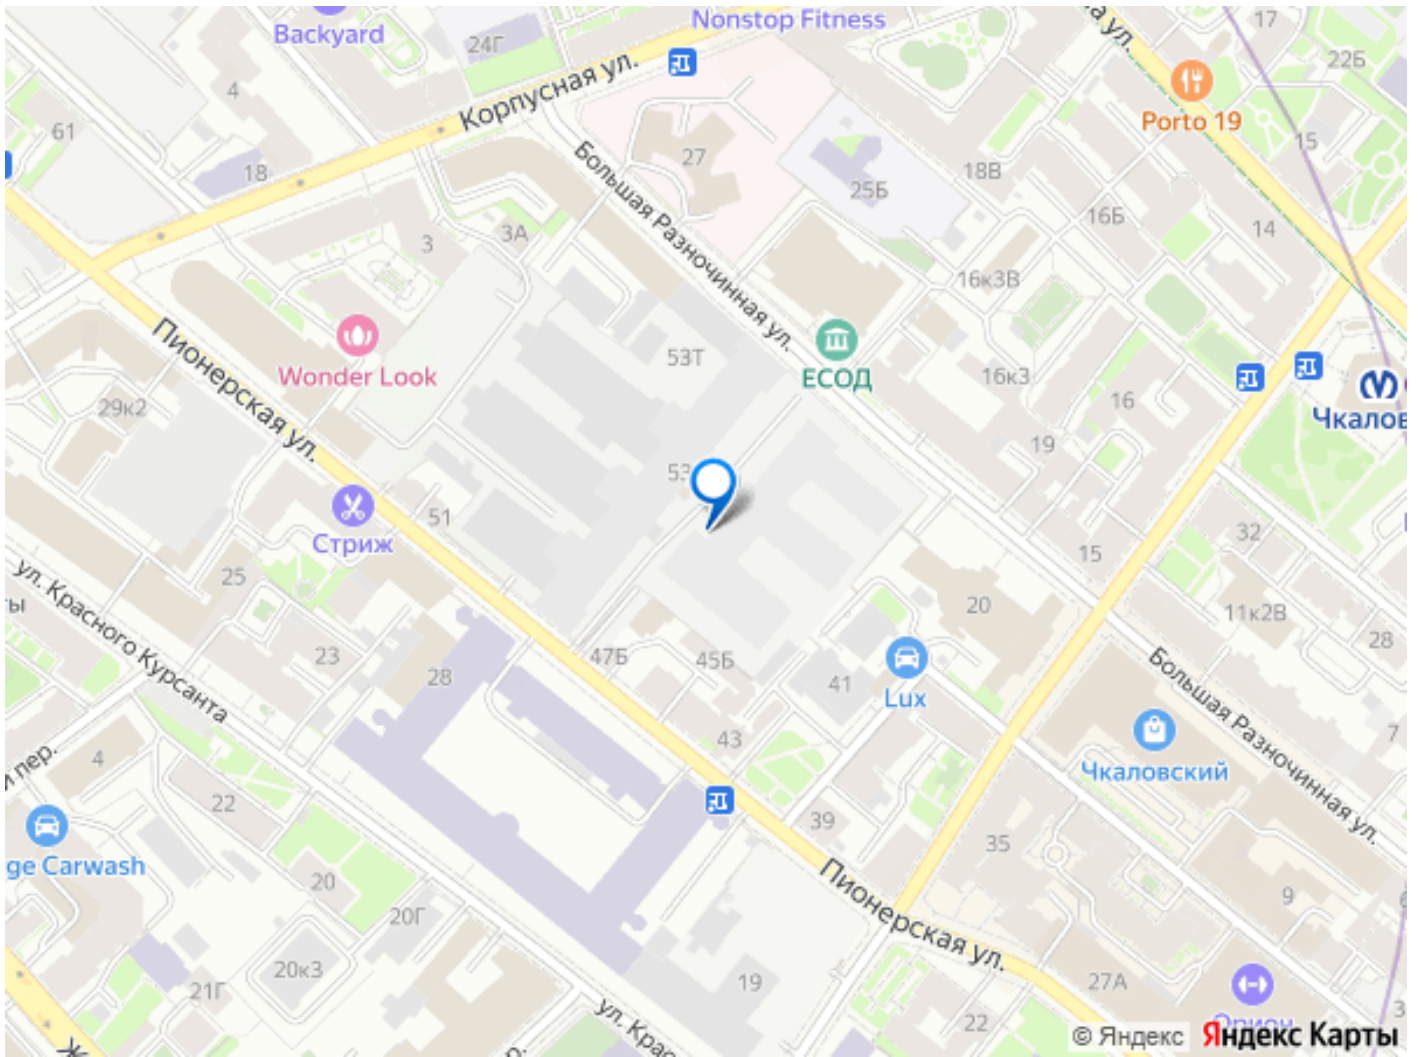 Backyard
Nonstop Fitness
24Г
17
22Б
Корпусная ул.
4
Porto 19
61
15
18
27
18В
25Б
Большая Разночинная ул.
16Б
14
3А
3
16к3В
Пионерская ул.
53Т
Wonder Look
ЕСОД
16к3
16
29к2
19
51
Стриж
32
15
25
ул. Красного Курсанта
20
11к2В
28
23
47Б
45Б
28
41
Lux
Большая Разночинная ул.
43
7
4
Чкаловский
22
39
35
ge Carwash
20
9
20Г
Пионерская ул.
20к3
19
27А
21Г
22
Орион
© Яндекс
Яндекс Карты